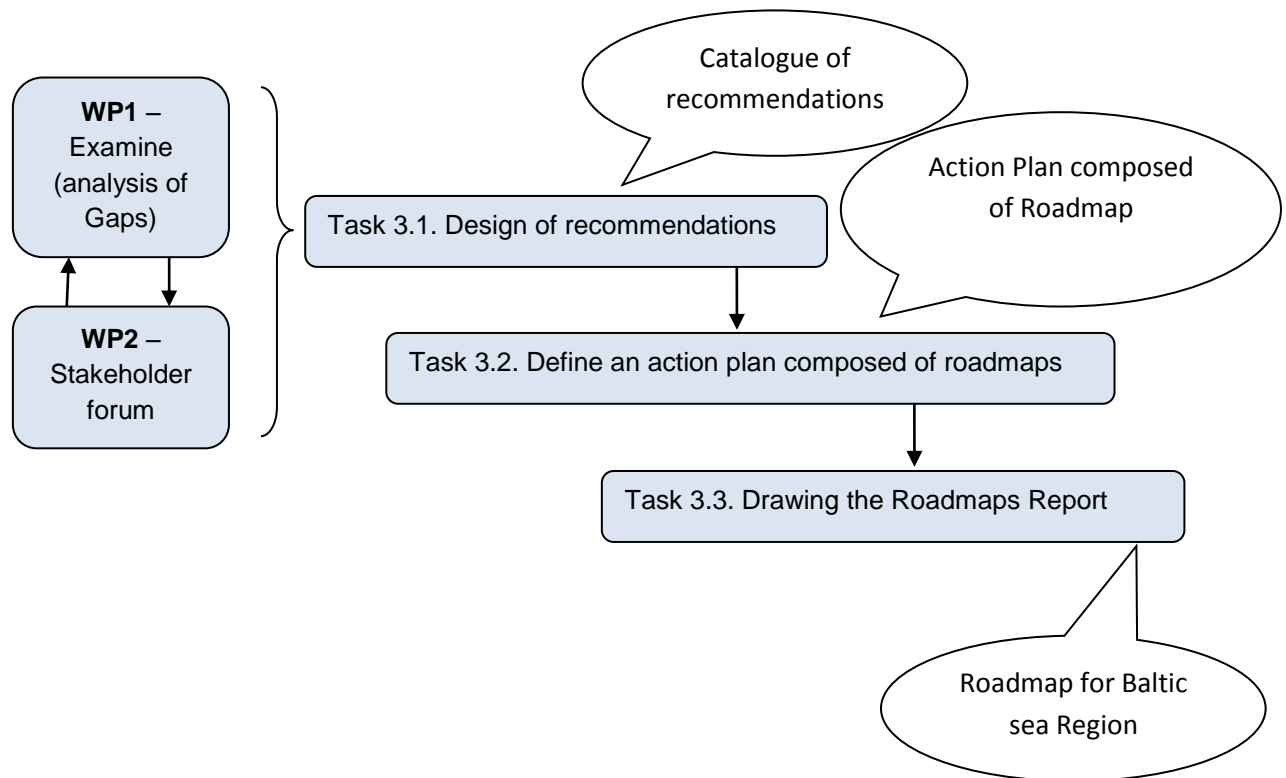 WP1 –
Examine
(analysis of
Gaps)
WP2 –
Stakeholder
forum
Catalogue of
recommendations
Task 3.1. Design of recommendations
Action Plan composed
of Roadmap
Task 3.2. Define an action plan composed of roadmaps
Task 3.3. Drawing the Roadmaps Report
Roadmap for Baltic
sea Region